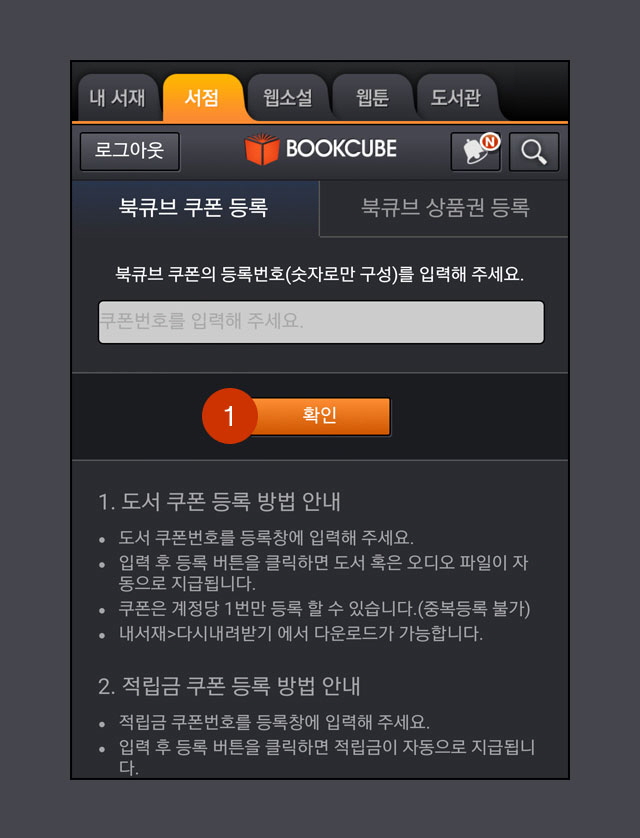 내 서재 서점 웹소설 웹툰 도서관
로그아웃 BOOKCUBE N
북큐브 쿠폰 등록 북큐브 상품권 등록
북큐브 쿠폰의 등록번호(숫자로만 구성)를 입력해 주세요.
쿠폰번호를 입력해 주세요.
1 확인
1. 도서 쿠폰 등록 방법 안내
• 도서 쿠폰번호를 등록창에 입력해 주세요.
• 입력 후 등록 버튼을 클릭하면 도서 혹은 오디오 파일이 자
동으로 지급됩니다.
• 쿠폰은 계정당 1번만 등록 할 수 있습니다.(중복등록 불가)
• 내서재>다시내려받기 에서 다운로드가 가능합니다.
2. 적립금 쿠폰 등록 방법 안내
• 적립금 쿠폰번호를 등록창에 입력해 주세요.
• 입력 후 등록 버튼을 클릭하면 적립금이 자동으로 지급됩니
다.